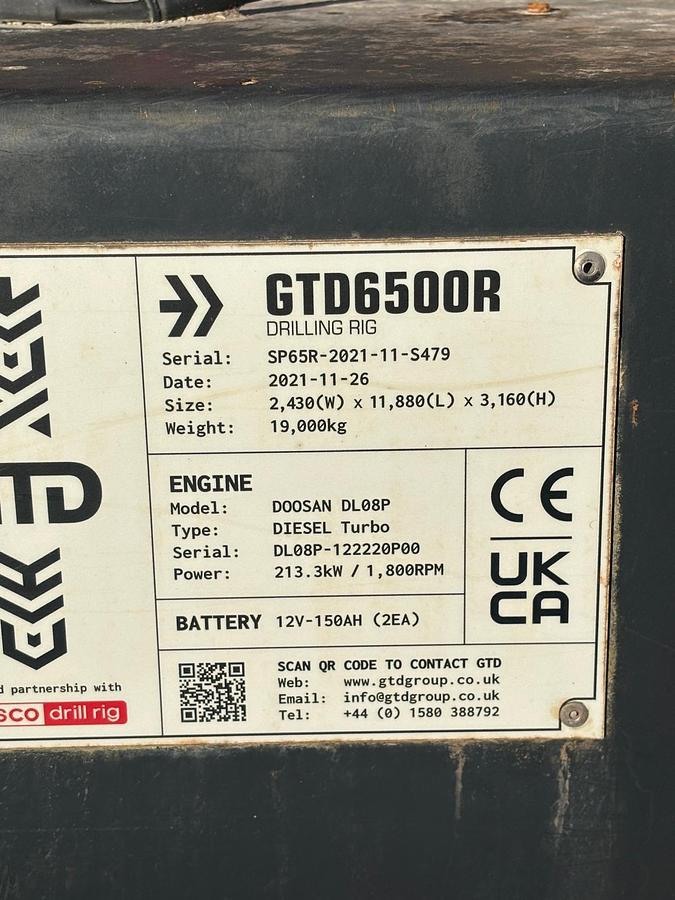 GTD6500R
DRILLING RIG
Serial: SP65R-2021-11-S479
Date: 2021-11-26
Size: 2,430(W) x 11,880(L) x 3,160(H)
Weight: 19,000kg
ENGINE
Model: DOOSAN DL08P
Type: DIESEL Turbo
Serial: DL08P-122220P00
Power: 213.3kW / 1,800RPM
CE
UK
CA
BATTERY 12V-150AH (2EA)
SCAN QR CODE TO CONTACT GTD
Web: www.gtdgroup.co.uk
Email: info@gtdgroup.co.uk
Tel: +44 (0) 1580 388792
partnership with
drill rig